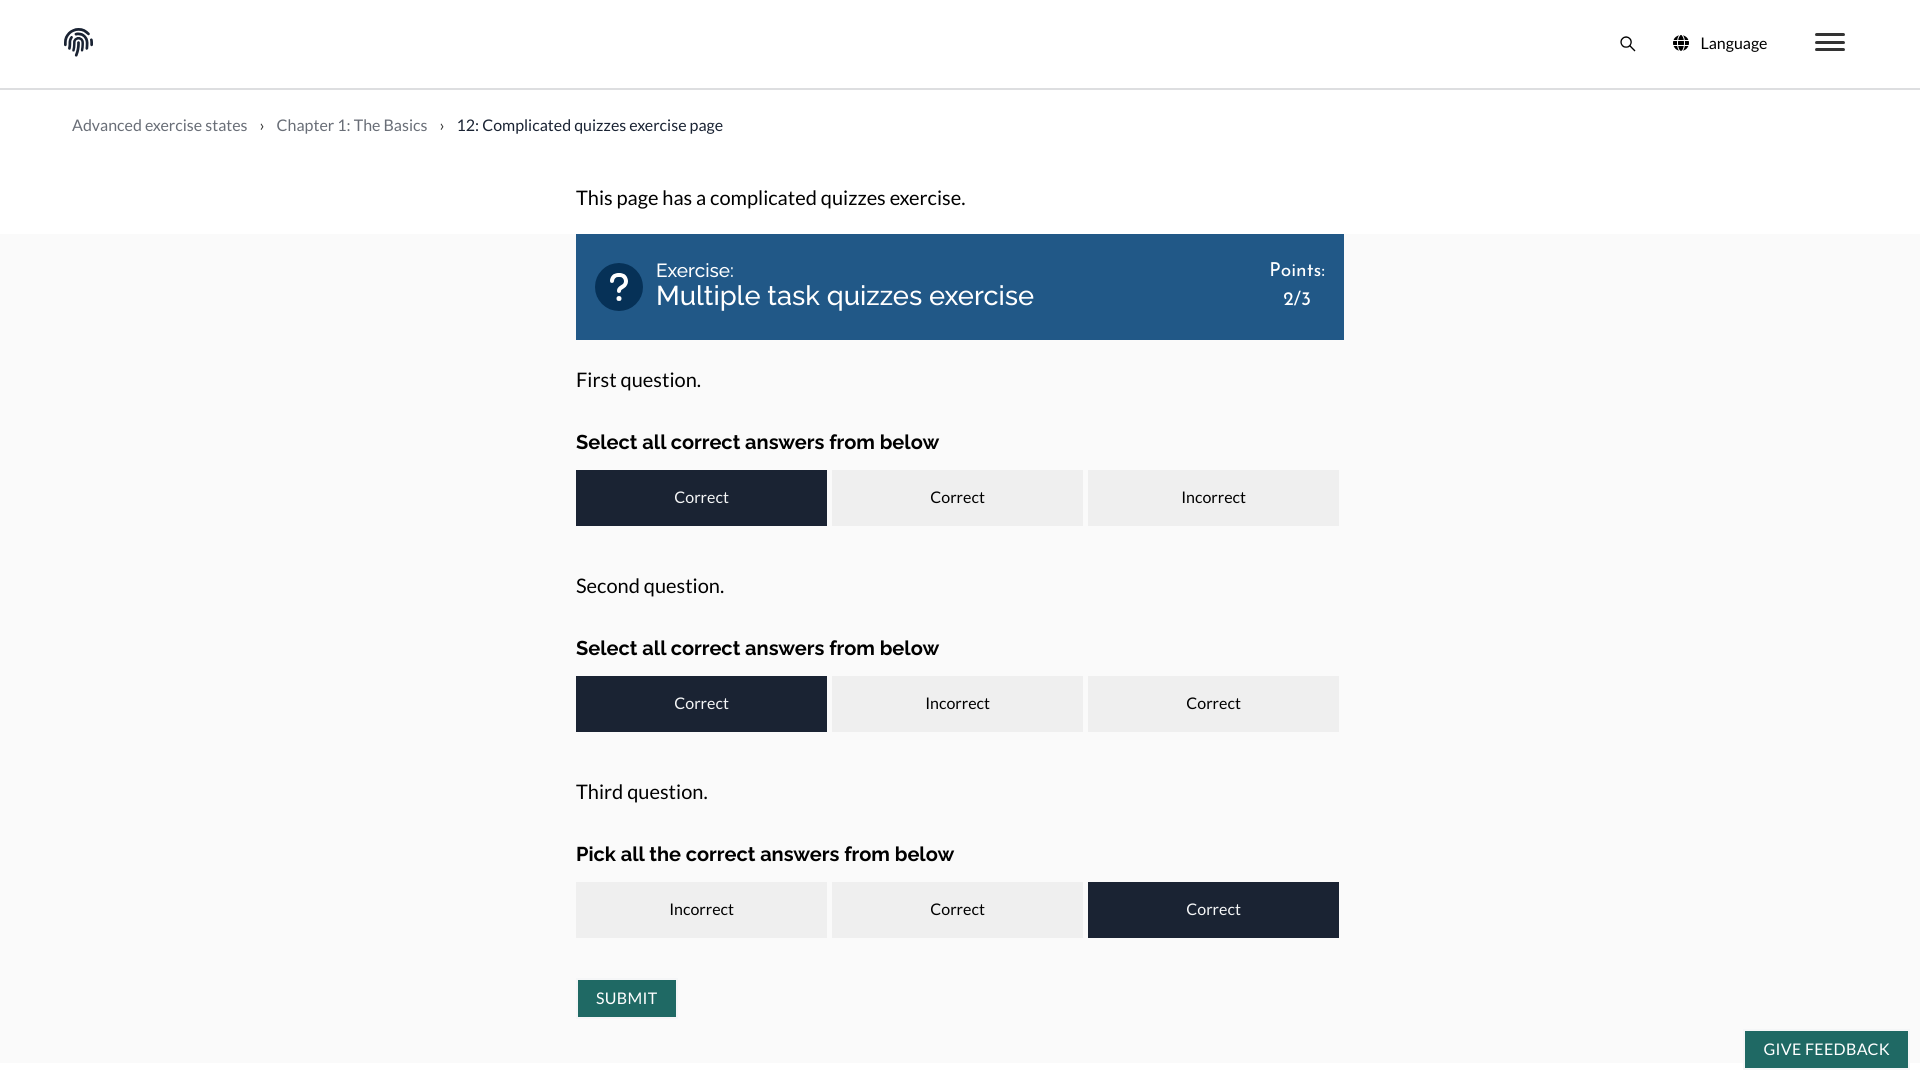 Language
Advanced exercise states › Chapter 1: The Basics › 12: Complicated quizzes exercise page
This page has a complicated quizzes exercise.
Exercise:
Multiple task quizzes exercise
Points:
2/3
First question.
Select all correct answers from below
Correct Correct Incorrect
Second question.
Select all correct answers from below
Correct Incorrect Correct
Third question.
Pick all the correct answers from below
Incorrect Correct Correct
SUBMIT
GIVE FEEDBACK